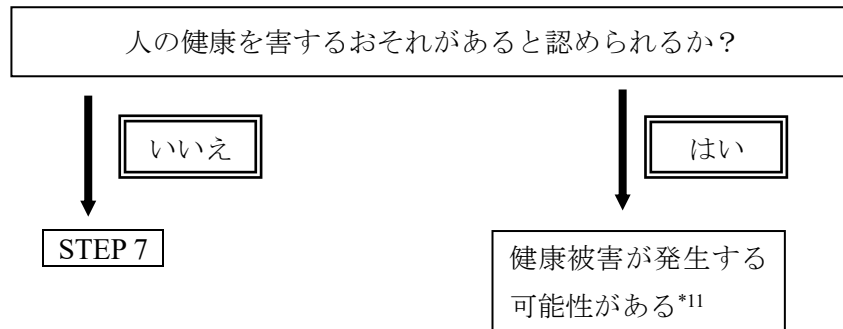 人の健康を害するおそれがあると認められるか？
いいえ
はい
STEP 7
健康被害が発生する
可能性がある*11